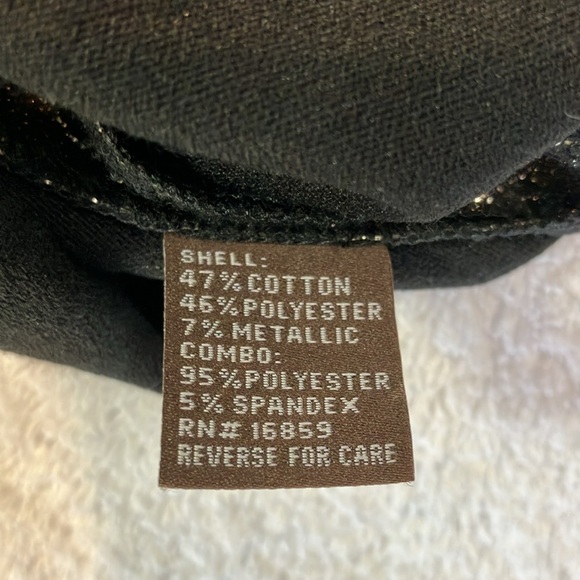 SHELL:
47% COTTON
46% POLYESTER
7% METALLIC
COMBO:
95% POLYESTER
5% SPANDEX
RN# 16859
REVERSE FOR CARE